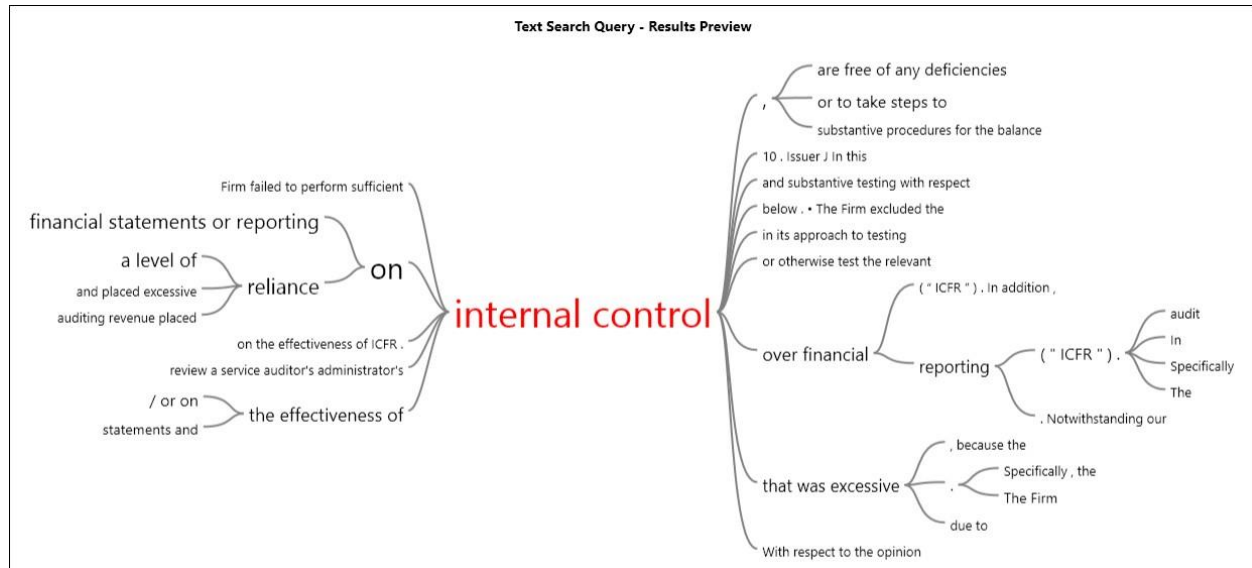 Text Search Query - Results Preview
Firm failed to perform sufficient
financial statements or reporting
on
a level of
and placed excessive
auditing revenue placed
reliance
on the effectiveness of ICFR .
review a service auditor's administrator's
/ or on
statements and
the effectiveness of
internal control
,
are free of any deficiencies
or to take steps to
substantive procedures for the balance
10 . Issuer J In this
and substantive testing with respect
below . • The Firm excluded the
in its approach to testing
or otherwise test the relevant
over financial
( " ICFR " ) . In addition ,
reporting
( " ICFR " ) .
audit
In
Specifically
The
. Notwithstanding our
that was excessive
, because the
.
Specifically , the
The Firm
due to
With respect to the opinion